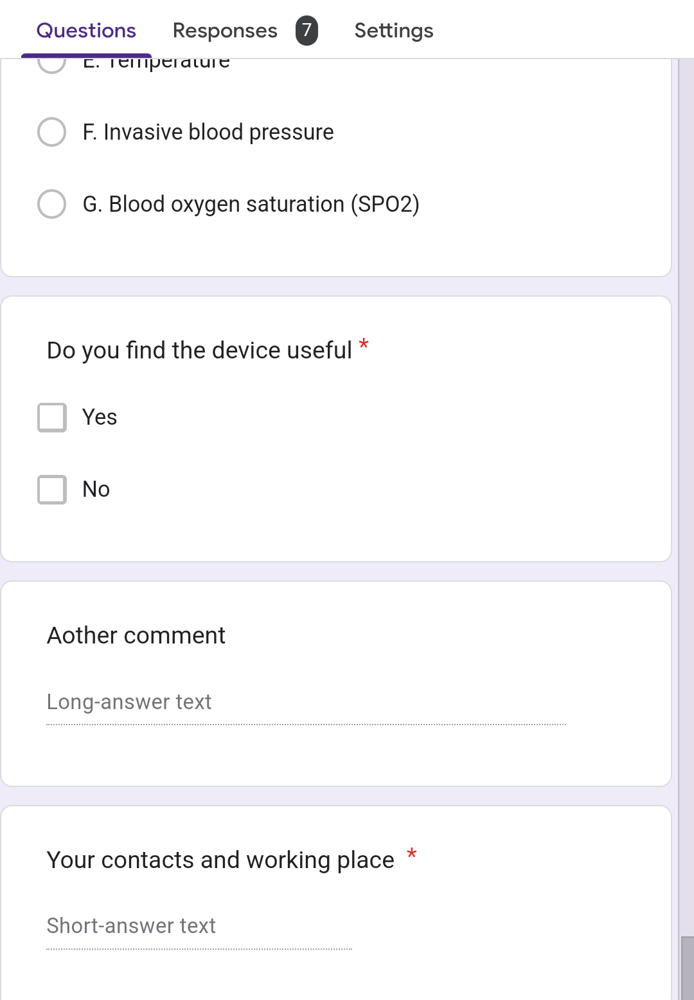 Questions Responses 7 Settings
E. Temperature
F. Invasive blood pressure
G. Blood oxygen saturation (SPO2)
Do you find the device useful *
Yes
No
Aother comment
Long-answer text
Your contacts and working place *
Short-answer text